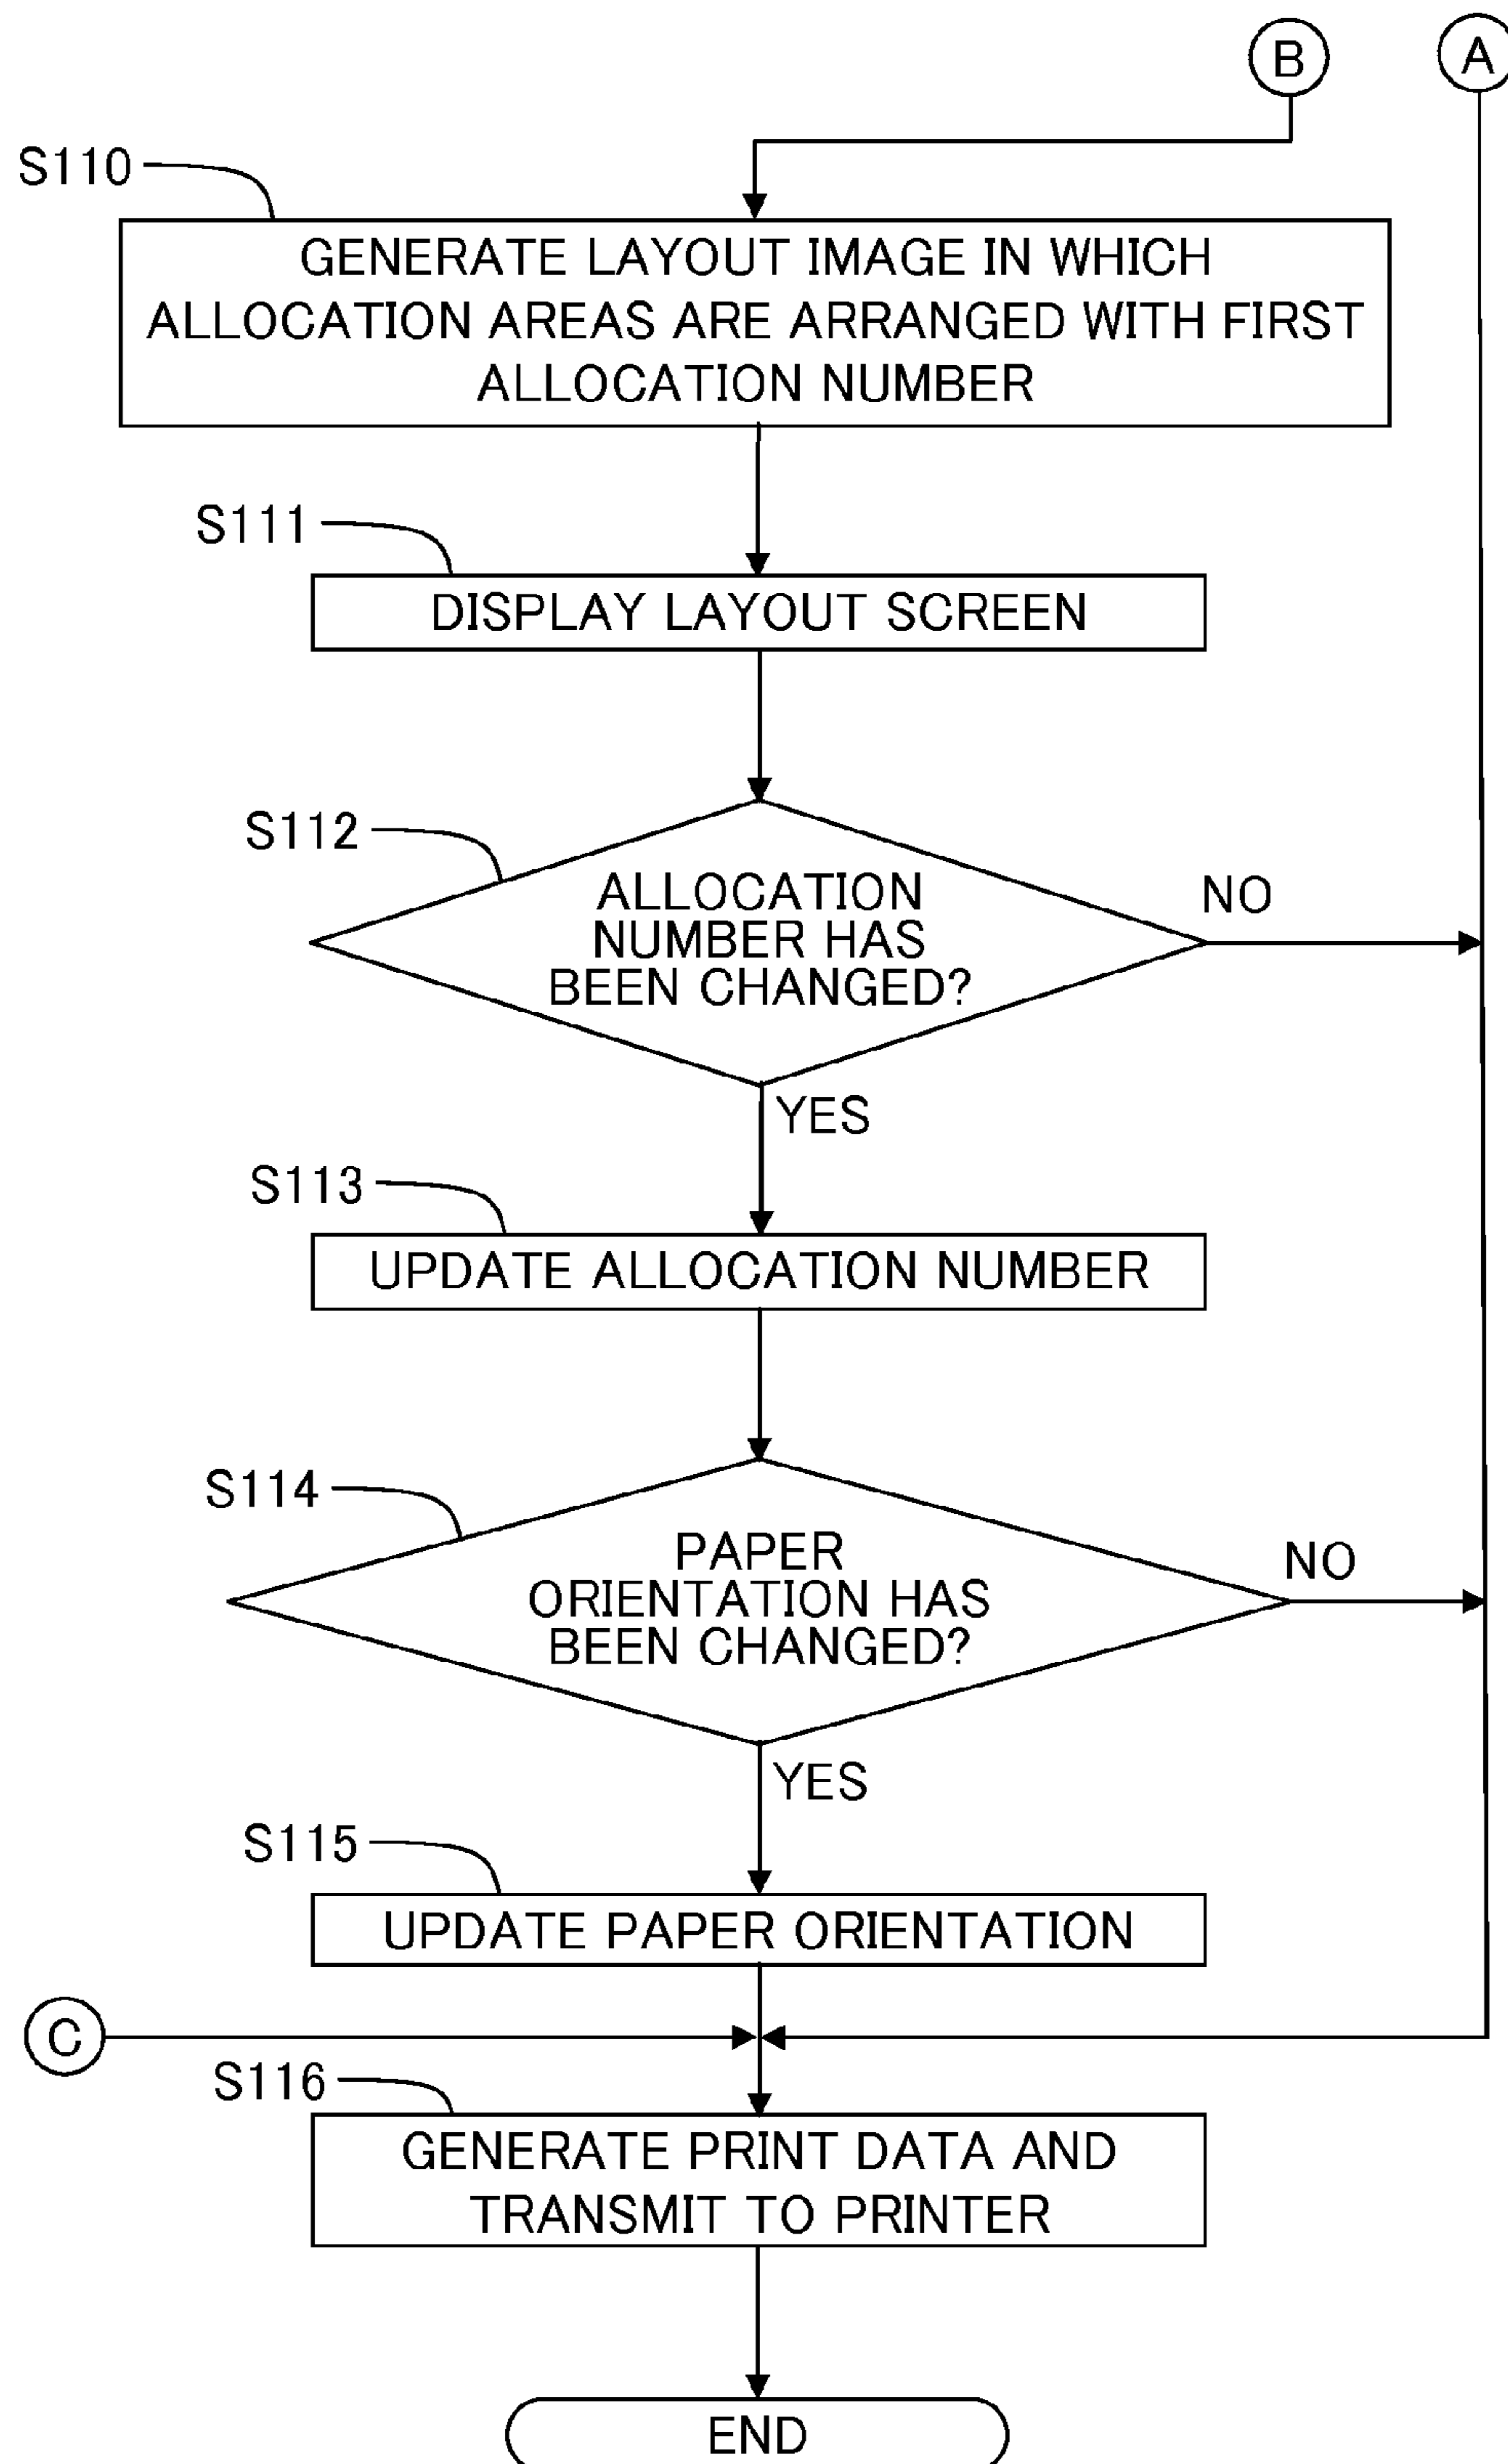 B
A
S110
GENERATE LAYOUT IMAGE IN WHICH
ALLOCATION AREAS ARE ARRANGED WITH FIRST
ALLOCATION NUMBER
S111
DISPLAY LAYOUT SCREEN
S112
ALLOCATION
NUMBER HAS
BEEN CHANGED?
NO
YES
S113
UPDATE ALLOCATION NUMBER
S114
PAPER
ORIENTATION HAS
BEEN CHANGED?
NO
YES
S115
UPDATE PAPER ORIENTATION
C
S116
GENERATE PRINT DATA AND
TRANSMIT TO PRINTER
END